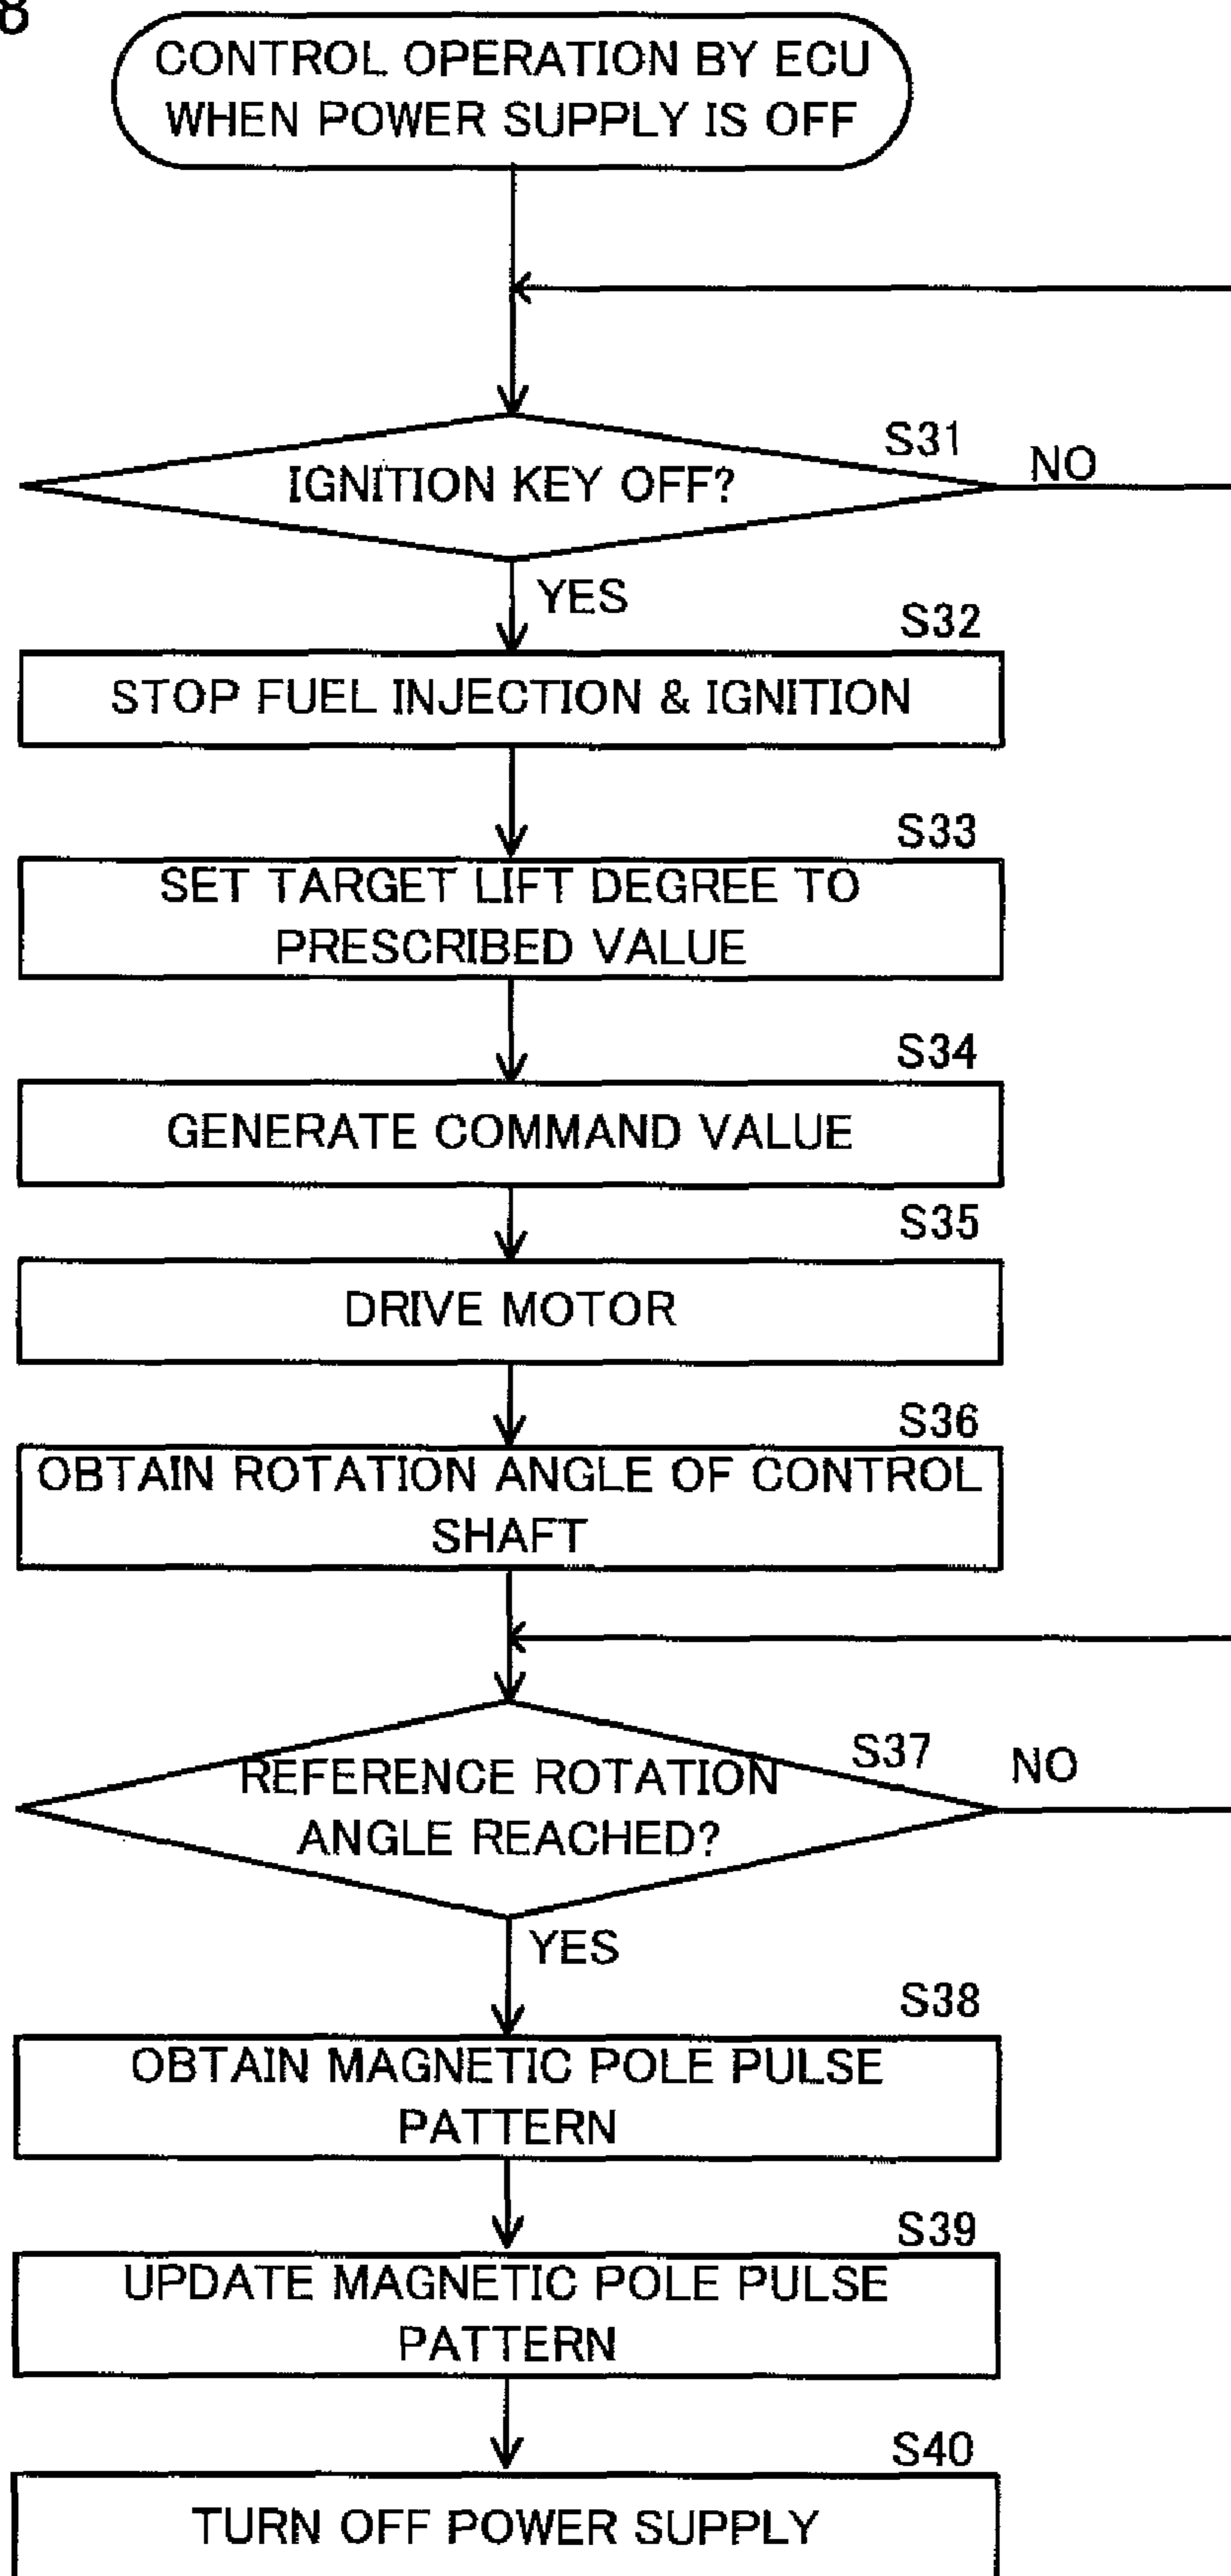 8
CONTROL OPERATION BY ECU
WHEN POWER SUPPLY IS OFF
S31
IGNITION KEY OFF?
NO
YES
S32
STOP FUEL INJECTION & IGNITION
S33
SET TARGET LIFT DEGREE TO
PRESCRIBED VALUE
S34
GENERATE COMMAND VALUE
S35
DRIVE MOTOR
S36
OBTAIN ROTATION ANGLE OF CONTROL
SHAFT
S37
NO
REFERENCE ROTATION
ANGLE REACHED?
YES
S38
OBTAIN MAGNETIC POLE PULSE
PATTERN
S39
UPDATE MAGNETIC POLE PULSE
PATTERN
S40
TURN OFF POWER SUPPLY